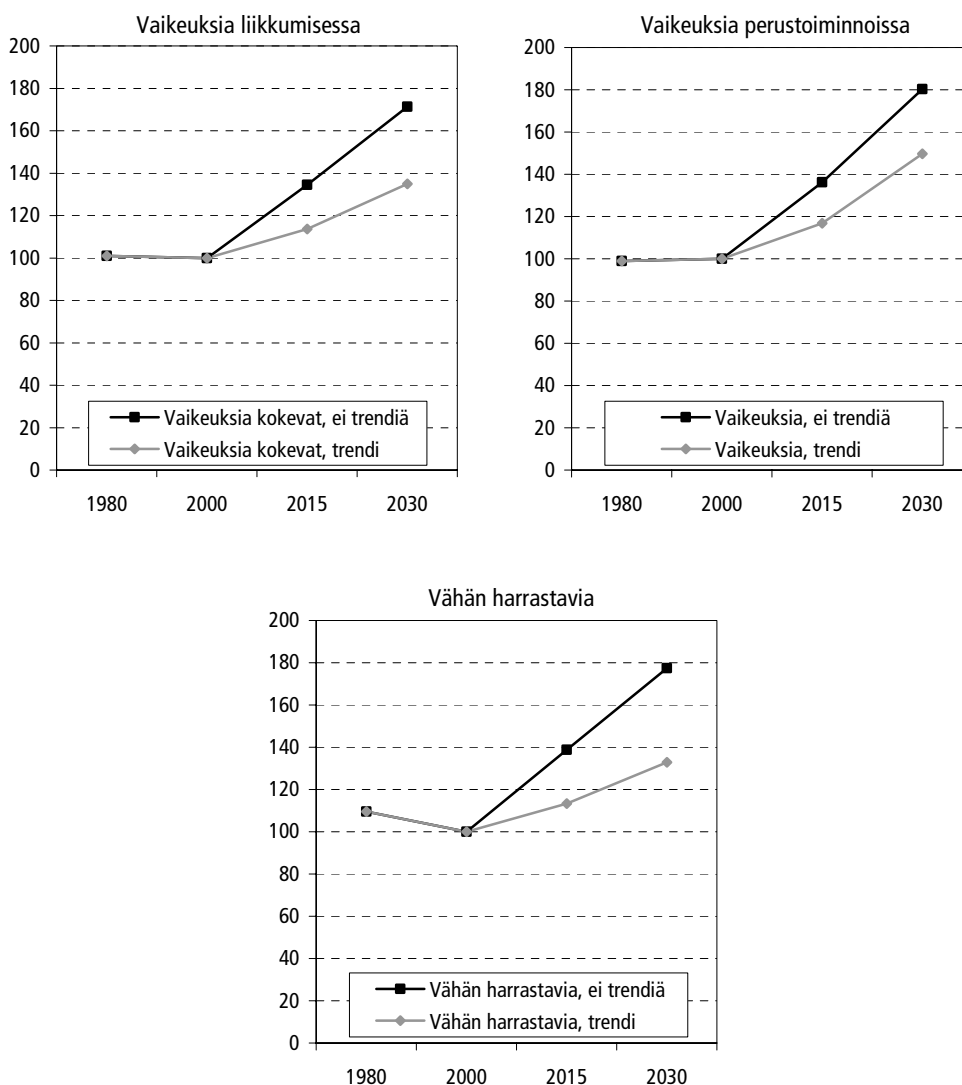 Vaikeuksia liikkumisessa
200
180
160
140
120
100
80
60
40
20
0
Vaikeuksia kokevat, ei trendiä
Vaikeuksia kokevat, trendi
1980 2000 2015 2030
Vaikeuksia perustoiminnoissa
200
180
160
140
120
100
80
60
40
20
0
Vaikeuksia, ei trendiä
Vaikeuksia, trendi
1980 2000 2015 2030
Vähän harrastavia
200
180
160
140
120
100
80
60
40
20
0
Vähän harrastavia, ei trendiä
Vähän harrastavia, trendi
1980 2000 2015 2030